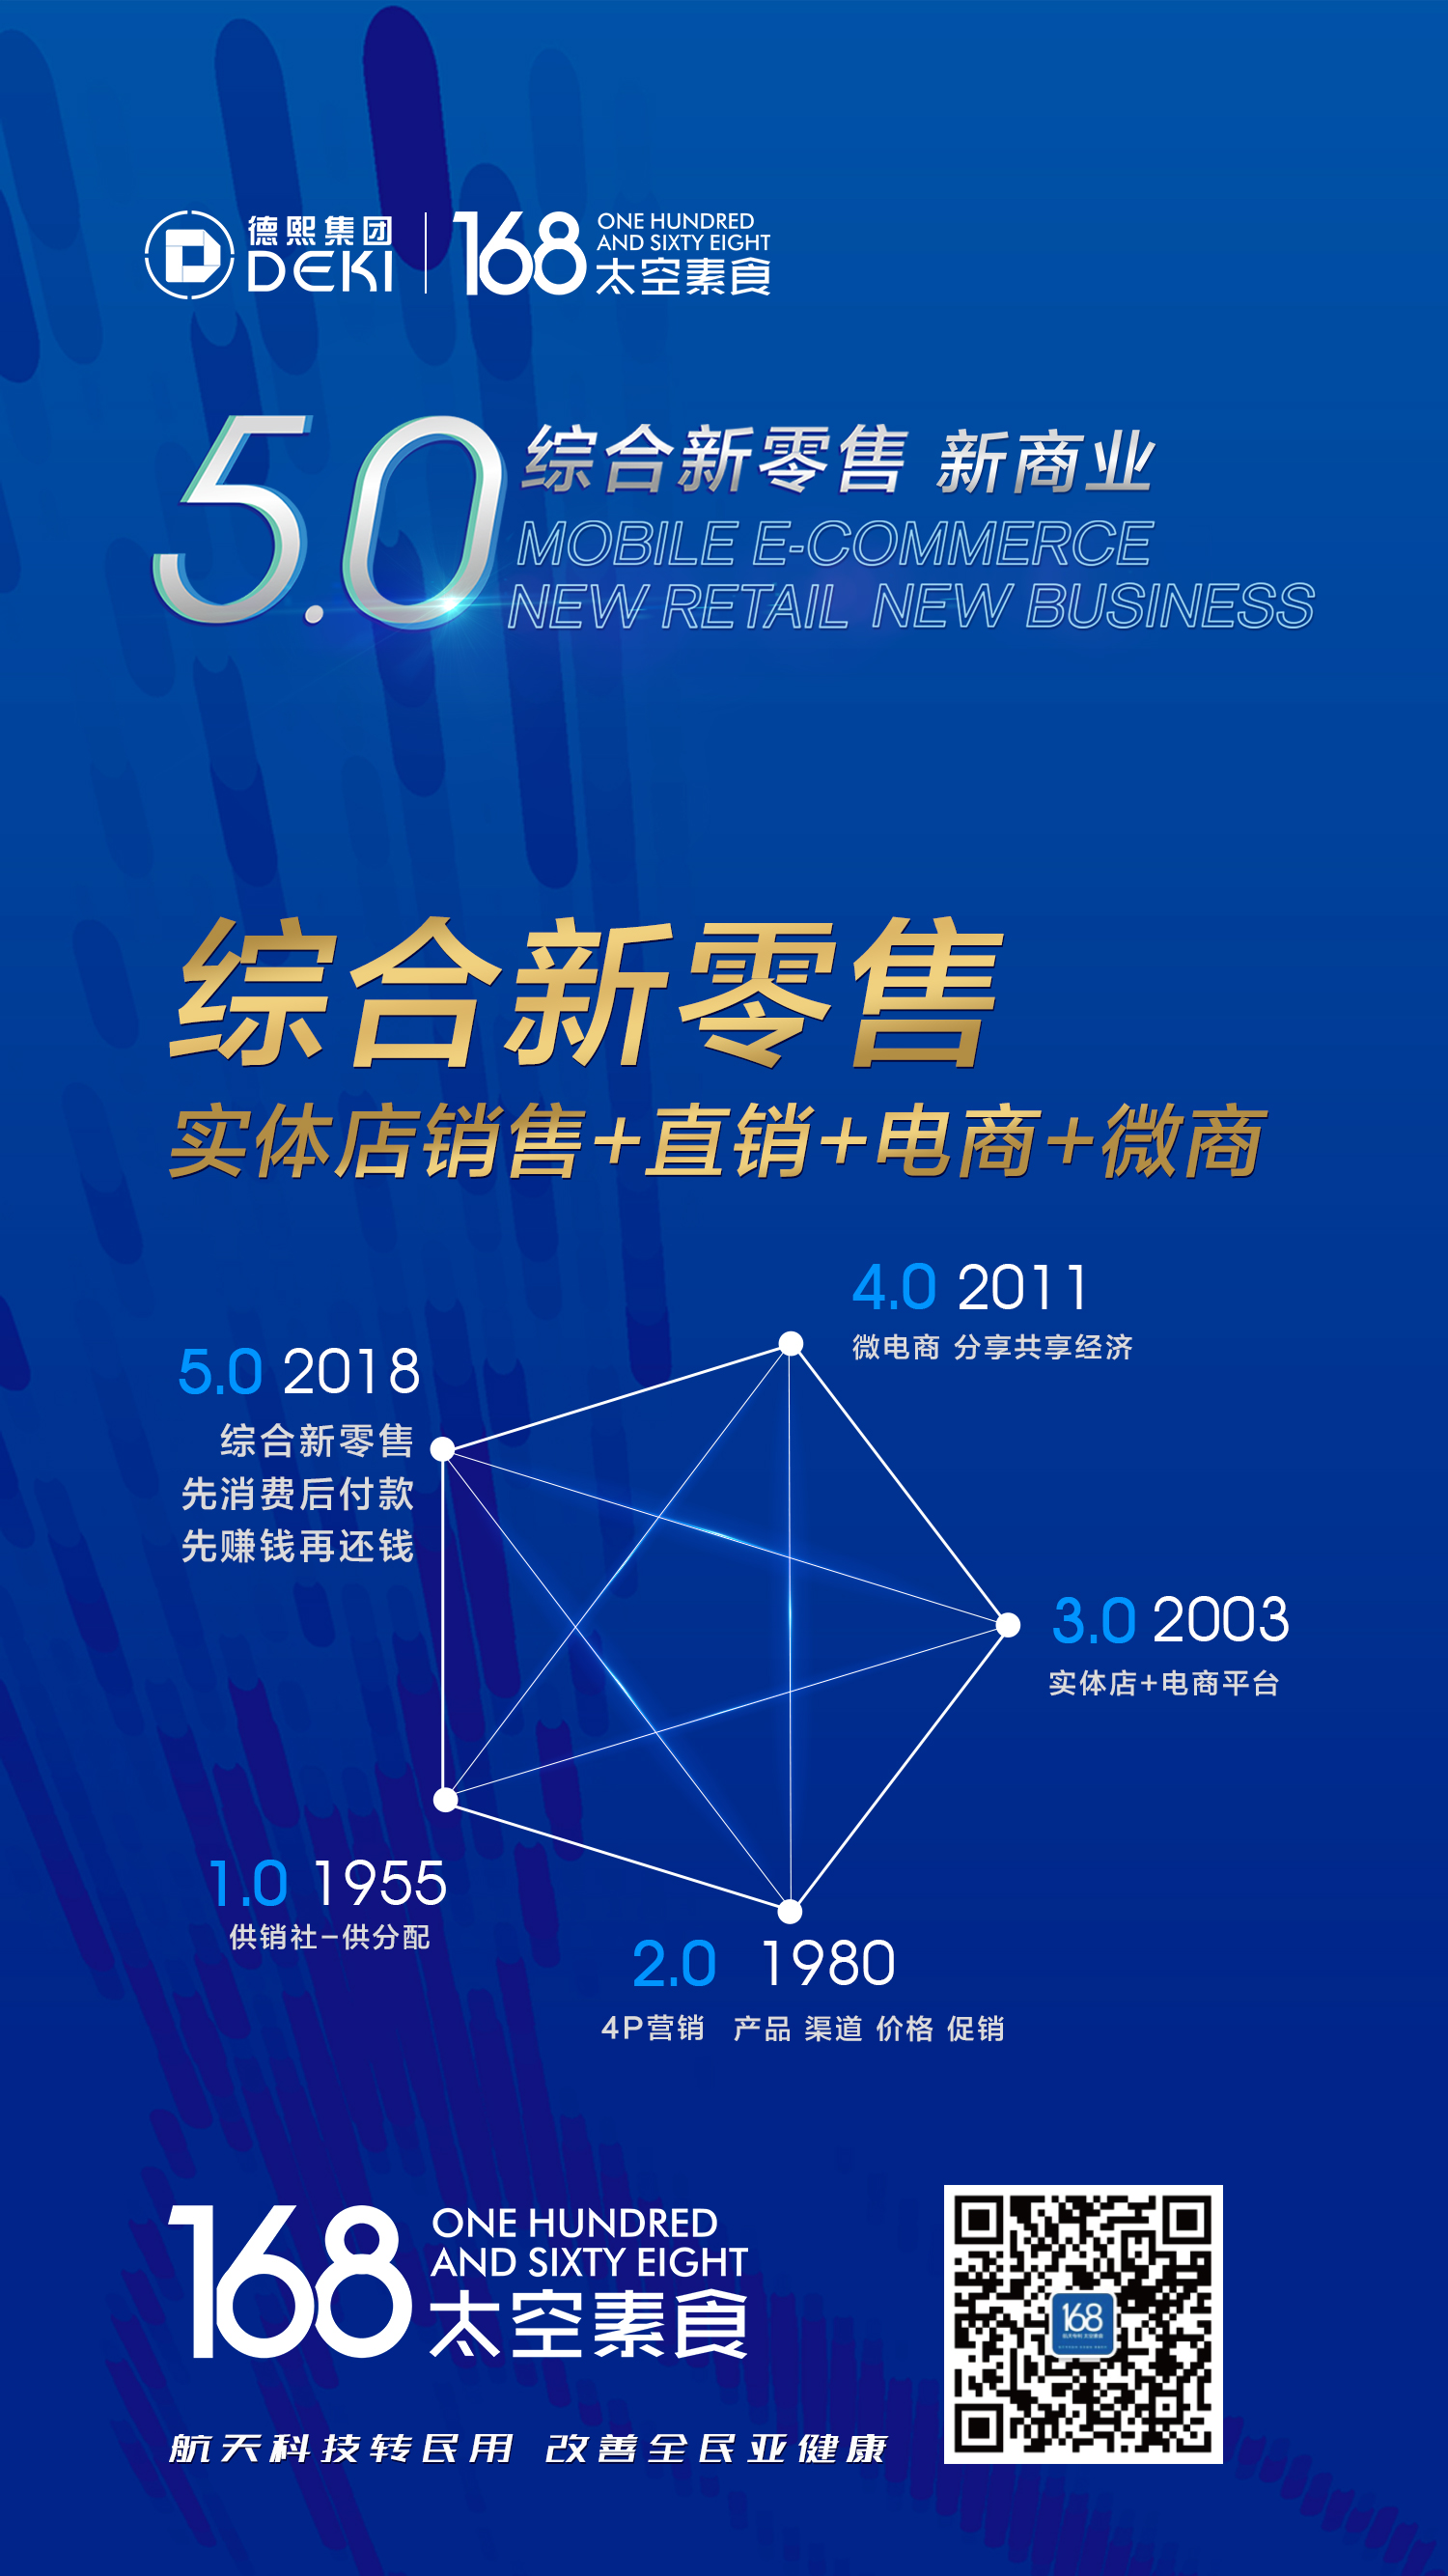 德熙集团
DEKI
168
ONE HUNDRED
AND SIXTY EIGHT
太空素食
5.0
综合新零售 新商业
MOBILE E-COMMERCE
NEW RETAIL NEW BUSINESS
综合新零售
实体店销售+直销+电商+微商
4.0 2011
微电商 分享共享经济
5.0 2018
综合新零售
先消费后付款
先赚钱再还钱
3.0 2003
实体店+电商平台
1.0 1955
供销社-供分配
2.0 1980
4P营销 产品 渠道 价格 促销
168
ONE HUNDRED
AND SIXTY EIGHT
太空素食
168
航天科技转民用 改善全民亚健康